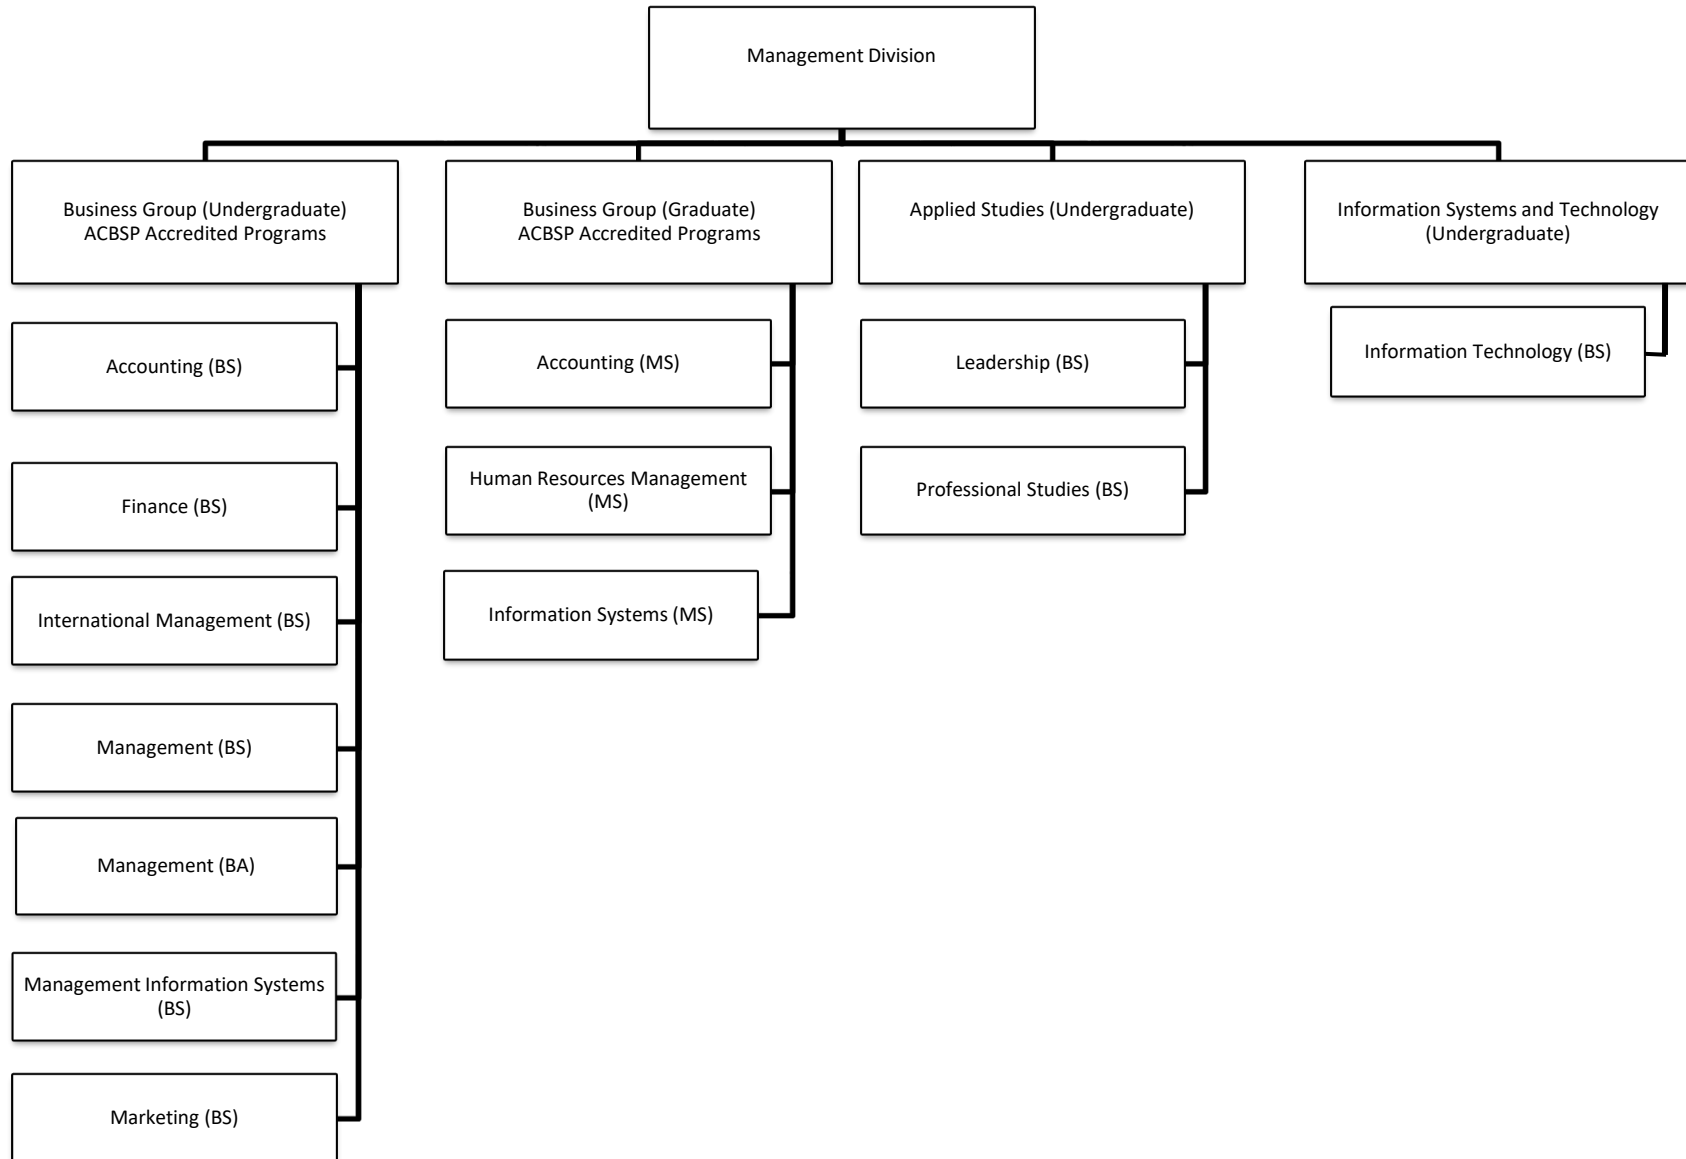 Management Division
Business Group (Undergraduate)
ACBSP Accredited Programs
Business Group (Graduate)
ACBSP Accredited Programs
Applied Studies (Undergraduate)
Information Systems and Technology
(Undergraduate)
Accounting (BS)
Finance (BS)
International Management (BS)
Management (BS)
Management (BA)
Management Information Systems
(BS)
Marketing (BS)
Accounting (MS)
Human Resources Management
(MS)
Information Systems (MS)
Leadership (BS)
Professional Studies (BS)
Information Technology (BS)